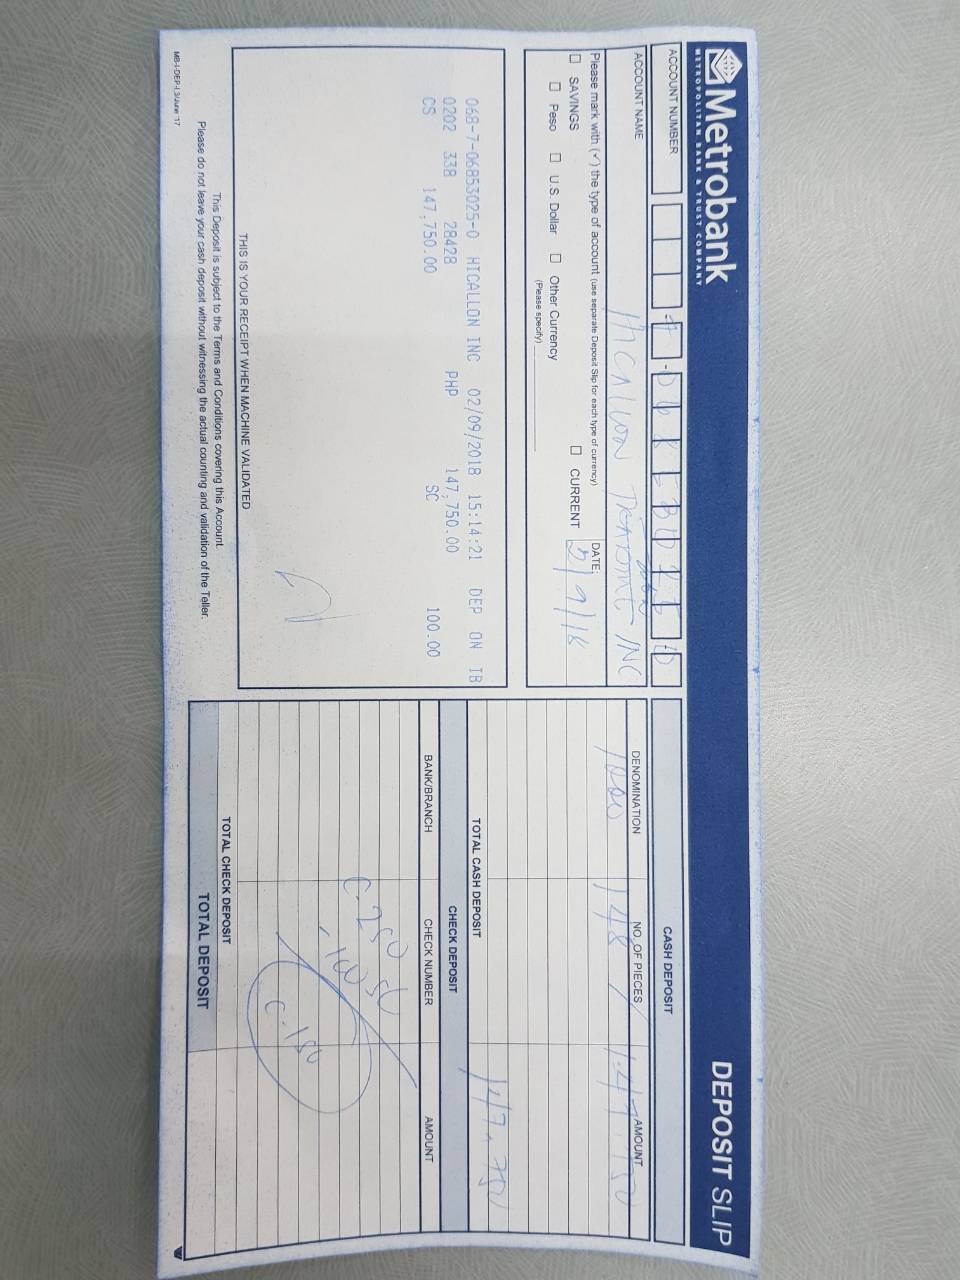 Metrobank
METROPOLITAN BANK & TRUST COMPANY
DEPOSIT SLIP
ACCOUNT NUMBER
7 - 0 6 8 5 3 0 2 5 0
ACCOUNT NAME
INC
Please mark with (✓) the type of account (use separate Deposit Slip for each type of currency)
DATE:
2/9/18
SAVINGS
CURRENT
Peso U.S. Dollar Other Currency
(Please specify)
068-7-06853025-0 HICALLON INC 02/09/2018 15:14:21 DEP ON IB
0202 338 28428 PHP 147,750.00
CS 147,750.00 SC 100.00
THIS IS YOUR RECEIPT WHEN MACHINE VALIDATED
This Deposit is subject to the Terms and Conditions covering this Account.
Please do not leave your cash deposit without witnessing the actual counting and validation of the Teller.
MB-I-DEP-I.3/June '17
CASH DEPOSIT
DENOMINATION NO. OF PIECES AMOUNT
1000 148 147,750
TOTAL CASH DEPOSIT 147,750
CHECK DEPOSIT
BANK/BRANCH CHECK NUMBER AMOUNT
C-250
C-150
TOTAL CHECK DEPOSIT
TOTAL DEPOSIT